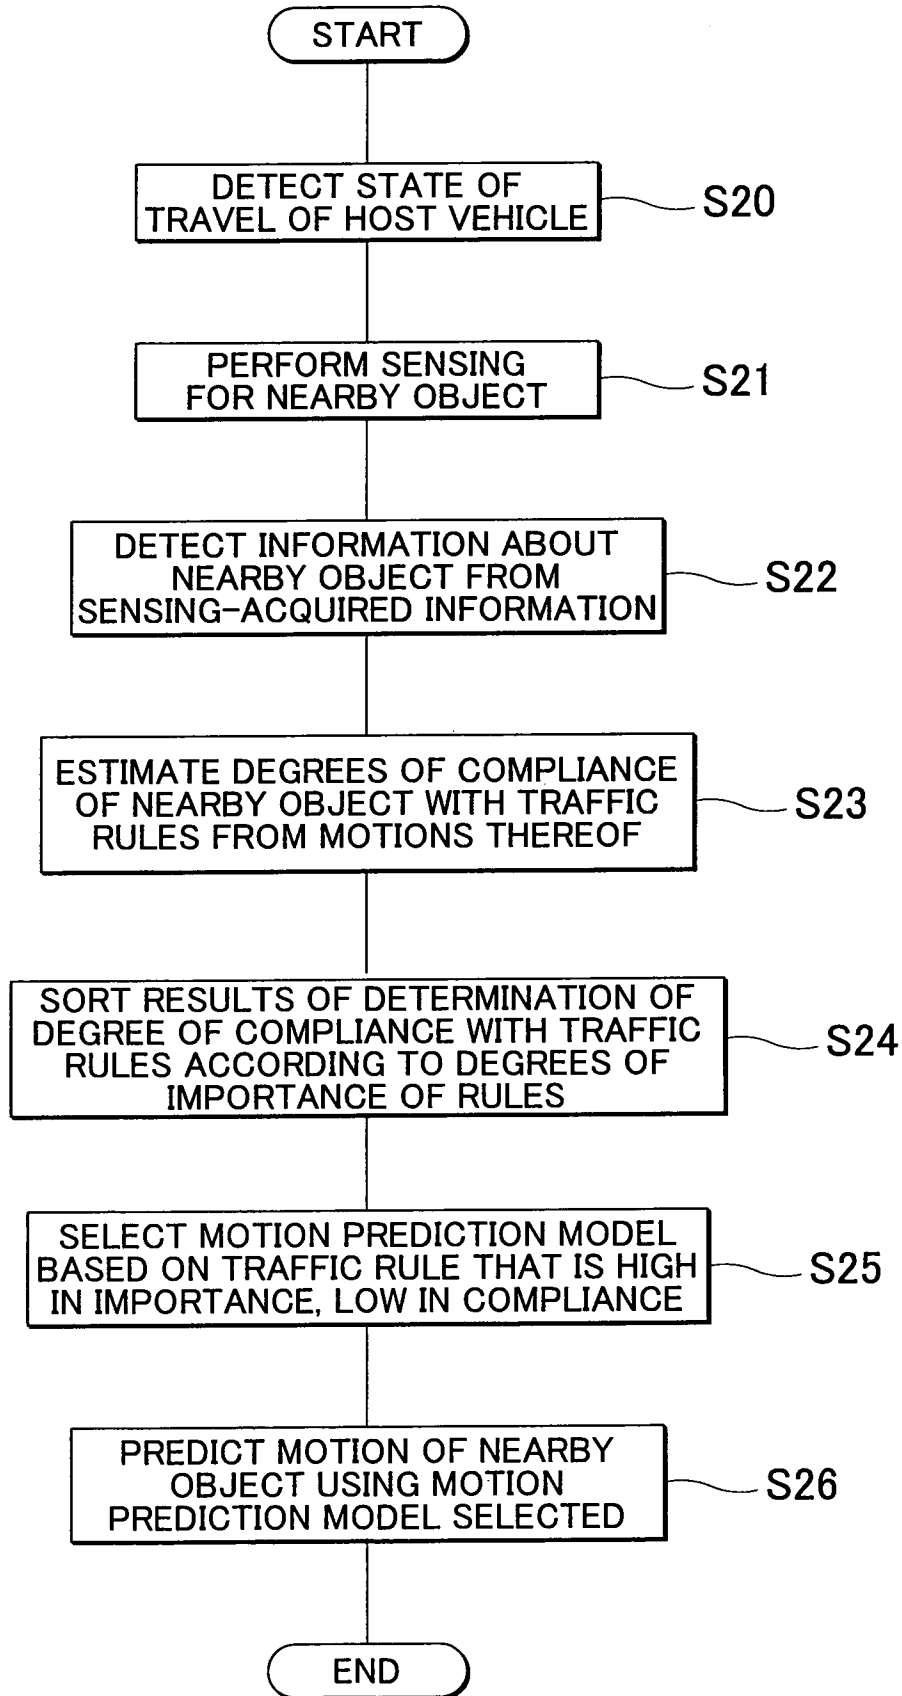 START
DETECT STATE OF
TRAVEL OF HOST VEHICLE
S20
PERFORM SENSING
FOR NEARBY OBJECT
S21
DETECT INFORMATION ABOUT
NEARBY OBJECT FROM
SENSING-ACQUIRED INFORMATION
S22
ESTIMATE DEGREES OF COMPLIANCE
OF NEARBY OBJECT WITH TRAFFIC
RULES FROM MOTIONS THEREOF
S23
SORT RESULTS OF DETERMINATION OF
DEGREE OF COMPLIANCE WITH TRAFFIC
RULES ACCORDING TO DEGREES OF
IMPORTANCE OF RULES
S24
SELECT MOTION PREDICTION MODEL
BASED ON TRAFFIC RULE THAT IS HIGH
IN IMPORTANCE, LOW IN COMPLIANCE
S25
PREDICT MOTION OF NEARBY
OBJECT USING MOTION
PREDICTION MODEL SELECTED
S26
END